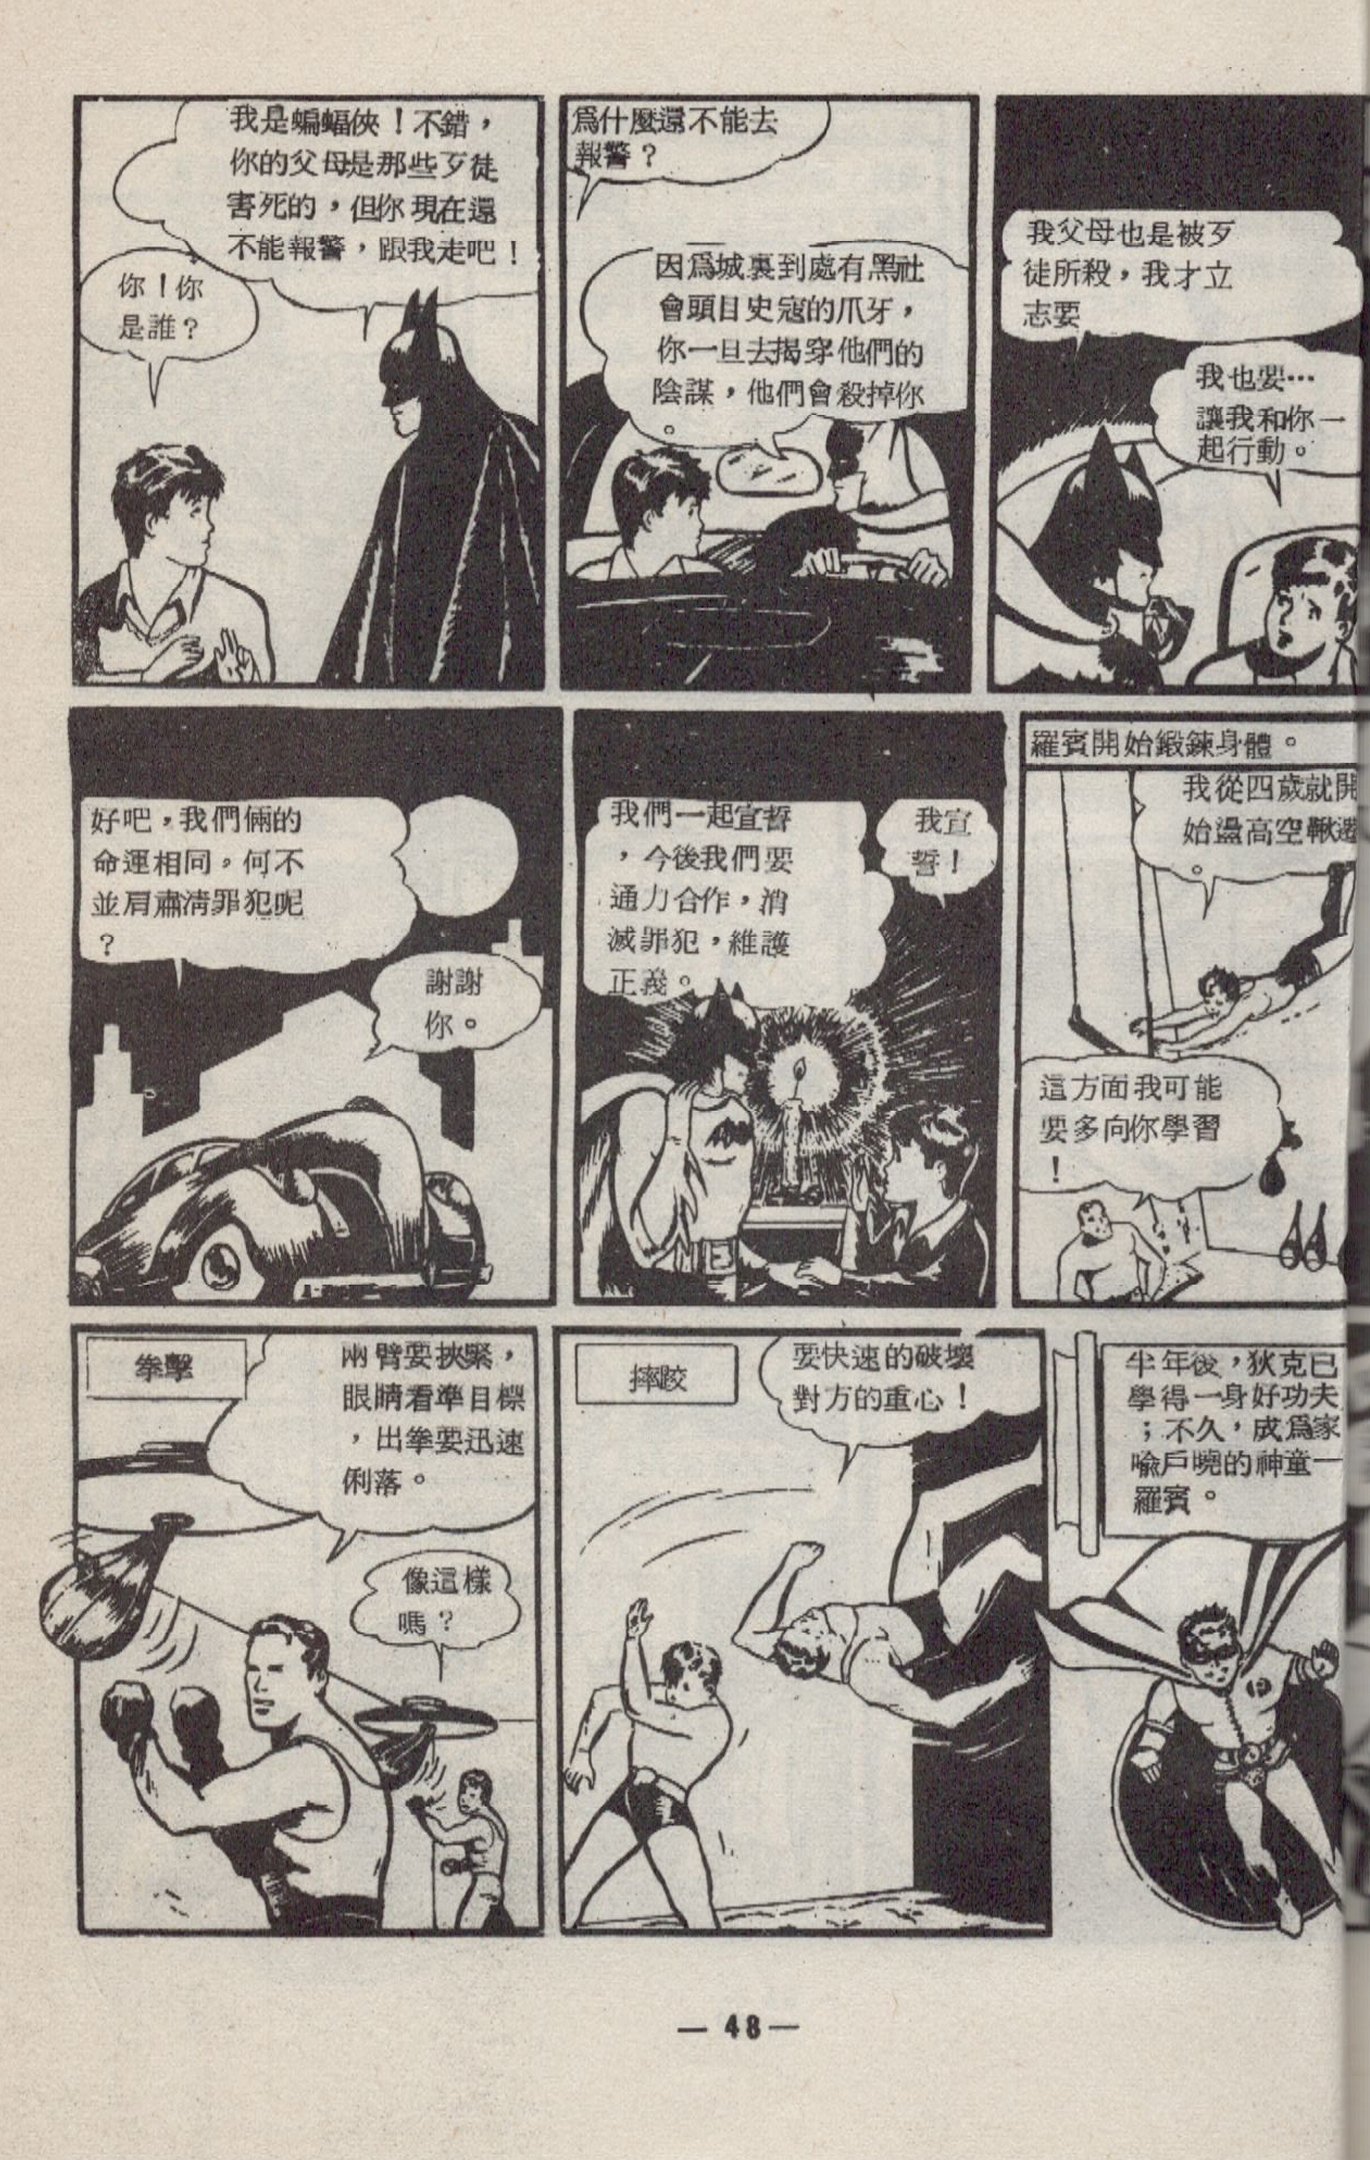 你！你
是誰？
我是蝙蝠俠！不錯，
你的父母是那些歹徒
害死的，但你現在還
不能報警，跟我走吧！
為什麼還不能去
報警？
因為城裏到處有黑社
會頭目史寇的爪牙，
你一旦去揭穿他們的
陰謀，他們會殺掉你
。
我父母也是被歹
徒所殺，我才立
志要
我也要…
讓我和你一
起行動。
好吧，我們倆的
命運相同。何不
並肩肅清罪犯呢
？
謝謝
你。
我們一起宣誓
，今後我們要
通力合作，消
滅罪犯，維護
正義。
我宣
誓！
羅賓開始鍛鍊身體。
我從四歲就開
始盪高空鞦韆
。
這方面我可能
要多向你學習
！
拳擊
兩臂要挾緊，
眼睛看準目標
，出拳要迅速
俐落。
像這樣
嗎？
摔跤
要快速的破壞
對方的重心！
半年後，狄克已
學得一身好功夫
；不久，成為家
喻戶曉的神童一
羅賓。
— 48 —